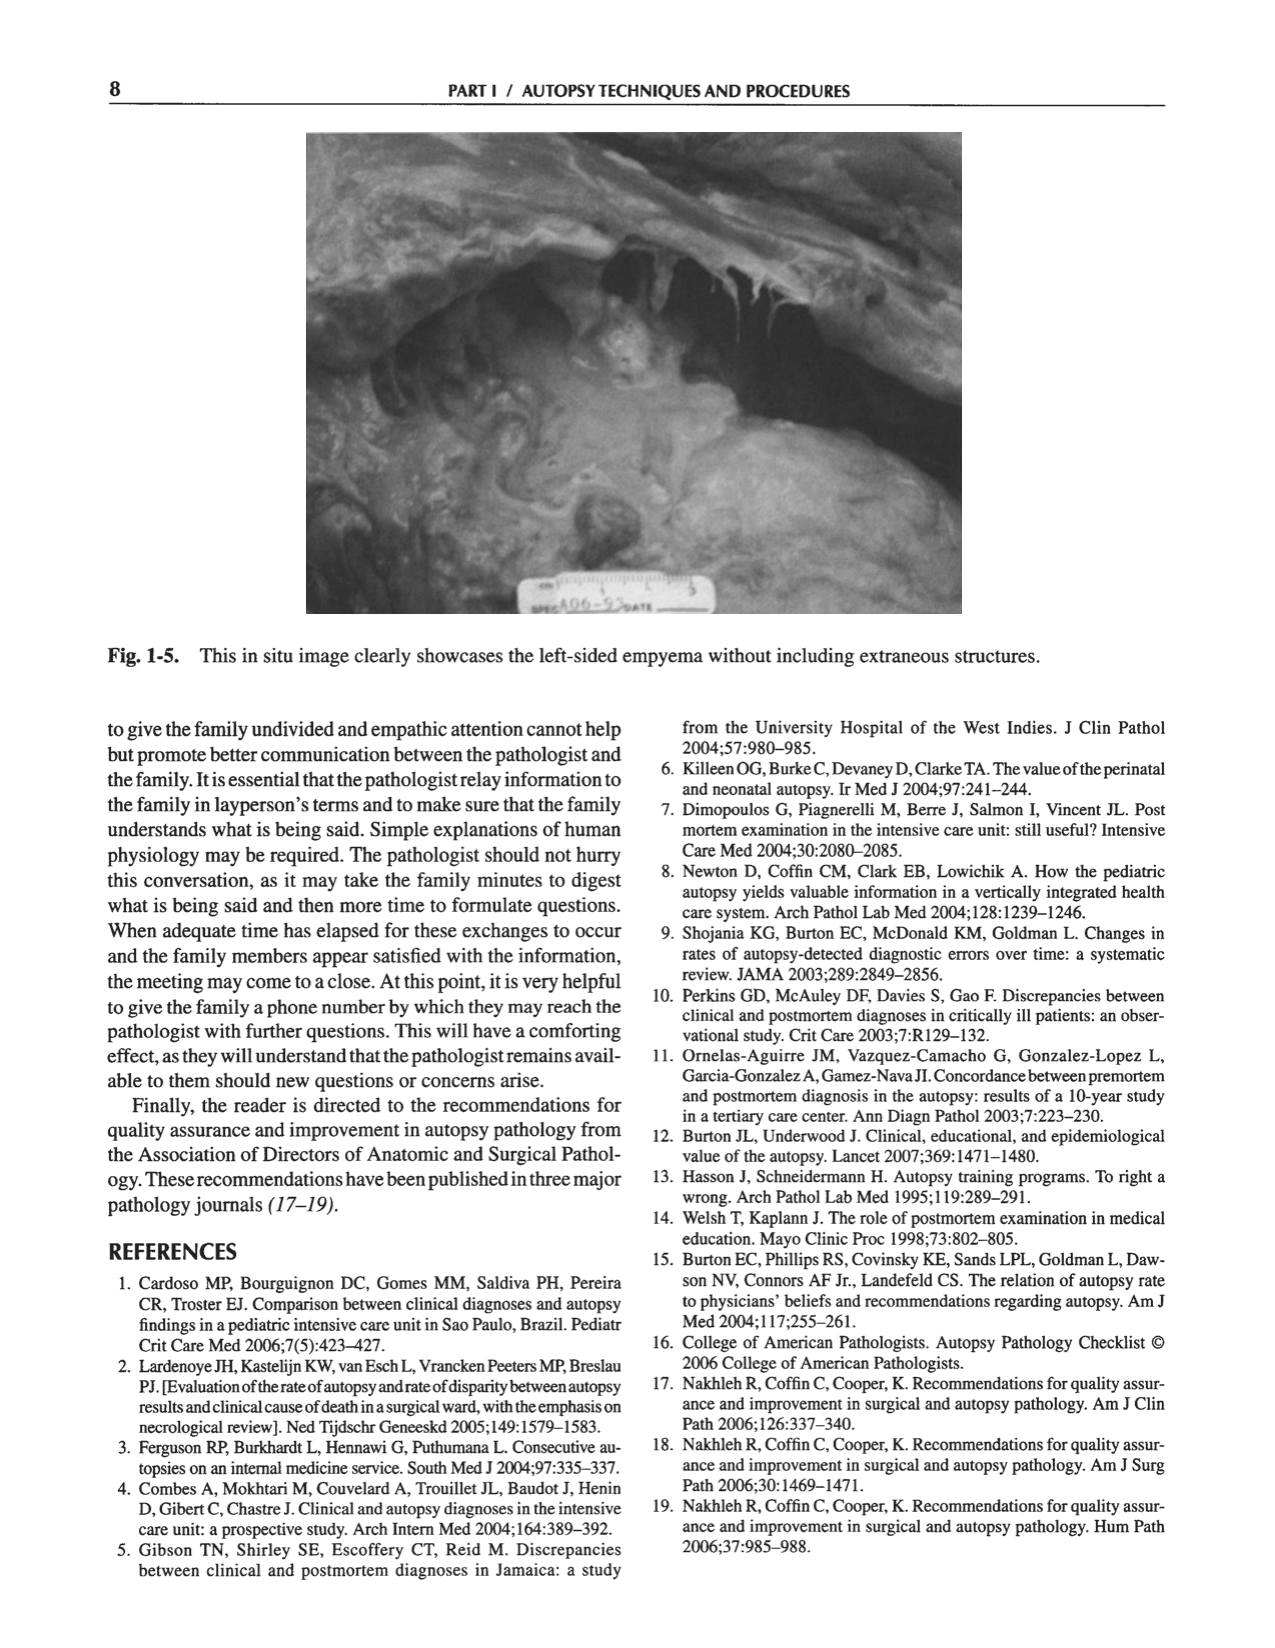 8
PART I / AUTOPSY TECHNIQUES AND PROCEDURES
cm 1 2 3
SPEC A06-93 DATE
Fig. 1-5. This in situ image clearly showcases the left-sided empyema without including extraneous structures.
to give the family undivided and empathic attention cannot help
but promote better communication between the pathologist and
the family. It is essential that the pathologist relay information to
the family in layperson's terms and to make sure that the family
understands what is being said. Simple explanations of human
physiology may be required. The pathologist should not hurry
this conversation, as it may take the family minutes to digest
what is being said and then more time to formulate questions.
When adequate time has elapsed for these exchanges to occur
and the family members appear satisfied with the information,
the meeting may come to a close. At this point, it is very helpful
to give the family a phone number by which they may reach the
pathologist with further questions. This will have a comforting
effect, as they will understand that the pathologist remains avail-
able to them should new questions or concerns arise.
Finally, the reader is directed to the recommendations for
quality assurance and improvement in autopsy pathology from
the Association of Directors of Anatomic and Surgical Pathol-
ogy. These recommendations have been published in three major
pathology journals (17–19).
REFERENCES
1. Cardoso MP, Bourguignon DC, Gomes MM, Saldiva PH, Pereira
CR, Troster EJ. Comparison between clinical diagnoses and autopsy
findings in a pediatric intensive care unit in Sao Paulo, Brazil. Pediatr
Crit Care Med 2006;7(5):423–427.
2. Lardenoye JH, Kastelijn KW, van Esch L, Vrancken Peeters MP, Breslau
PJ. [Evaluation of the rate of autopsy and rate of disparity between autopsy
results and clinical cause of death in a surgical ward, with the emphasis on
necrological review]. Ned Tijdschr Geneeskd 2005;149:1579–1583.
3. Ferguson RP, Burkhardt L, Hennawi G, Puthumana L. Consecutive au-
topsies on an internal medicine service. South Med J 2004;97:335–337.
4. Combes A, Mokhtari M, Couvelard A, Trouillet JL, Baudot J, Henin
D, Gibert C, Chastre J. Clinical and autopsy diagnoses in the intensive
care unit: a prospective study. Arch Intern Med 2004;164:389–392.
5. Gibson TN, Shirley SE, Escoffery CT, Reid M. Discrepancies
between clinical and postmortem diagnoses in Jamaica: a study
from the University Hospital of the West Indies. J Clin Pathol
2004;57:980–985.
6. Killeen OG, Burke C, Devaney D, Clarke TA. The value of the perinatal
and neonatal autopsy. Ir Med J 2004;97:241–244.
7. Dimopoulos G, Piagnerelli M, Berre J, Salmon I, Vincent JL. Post
mortem examination in the intensive care unit: still useful? Intensive
Care Med 2004;30:2080–2085.
8. Newton D, Coffin CM, Clark EB, Lowichik A. How the pediatric
autopsy yields valuable information in a vertically integrated health
care system. Arch Pathol Lab Med 2004;128:1239–1246.
9. Shojania KG, Burton EC, McDonald KM, Goldman L. Changes in
rates of autopsy-detected diagnostic errors over time: a systematic
review. JAMA 2003;289:2849–2856.
10. Perkins GD, McAuley DF, Davies S, Gao F. Discrepancies between
clinical and postmortem diagnoses in critically ill patients: an obser-
vational study. Crit Care 2003;7:R129–132.
11. Ornelas-Aguirre JM, Vazquez-Camacho G, Gonzalez-Lopez L,
Garcia-Gonzalez A, Gamez-Nava JI. Concordance between premortem
and postmortem diagnosis in the autopsy: results of a 10-year study
in a tertiary care center. Ann Diagn Pathol 2003;7:223–230.
12. Burton JL, Underwood J. Clinical, educational, and epidemiological
value of the autopsy. Lancet 2007;369:1471–1480.
13. Hasson J, Schneidermann H. Autopsy training programs. To right a
wrong. Arch Pathol Lab Med 1995;119:289–291.
14. Welsh T, Kaplann J. The role of postmortem examination in medical
education. Mayo Clinic Proc 1998;73:802–805.
15. Burton EC, Phillips RS, Covinsky KE, Sands LPL, Goldman L, Daw-
son NV, Connors AF Jr., Landefeld CS. The relation of autopsy rate
to physicians' beliefs and recommendations regarding autopsy. Am J
Med 2004;117;255–261.
16. College of American Pathologists. Autopsy Pathology Checklist ©
2006 College of American Pathologists.
17. Nakhleh R, Coffin C, Cooper, K. Recommendations for quality assur-
ance and improvement in surgical and autopsy pathology. Am J Clin
Path 2006;126:337–340.
18. Nakhleh R, Coffin C, Cooper, K. Recommendations for quality assur-
ance and improvement in surgical and autopsy pathology. Am J Surg
Path 2006;30:1469–1471.
19. Nakhleh R, Coffin C, Cooper, K. Recommendations for quality assur-
ance and improvement in surgical and autopsy pathology. Hum Path
2006;37:985–988.